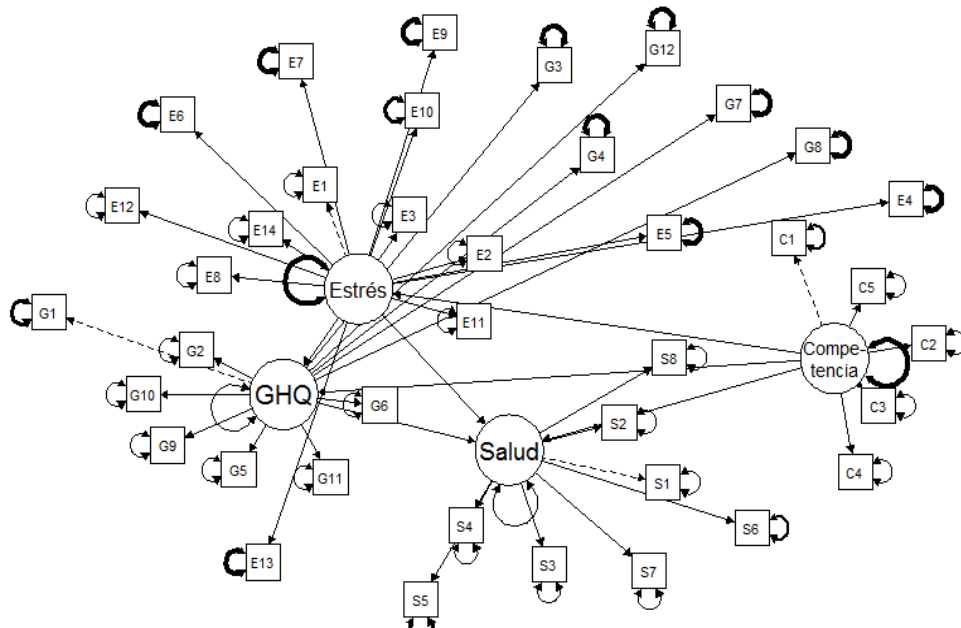 E9
E7
G3
G12
E6
E10
G7
G4
G8
E1
E12
E3
E4
E14
E5
C1
E2
E8
Estrés
C5
G1
E11
C2
G2
S8
Compe-
tencia
G10
GHQ
G6
C3
G9
S2
Salud
G5
G11
C4
S1
S4
S6
E13
S3
S7
S5